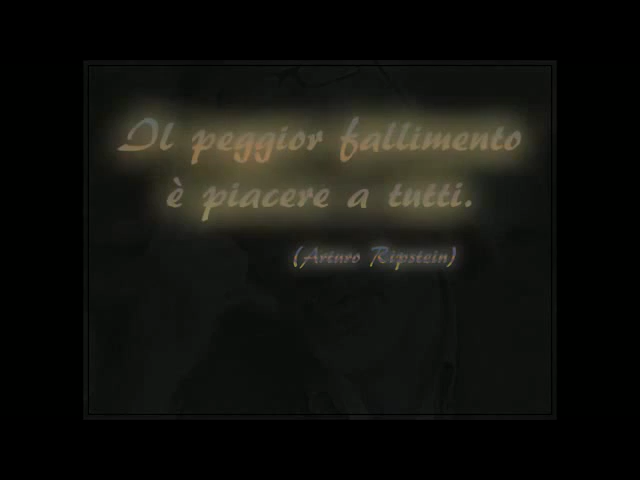 Il peggior fallimento
è piacere a tutti.
(Arturo Ripstein)